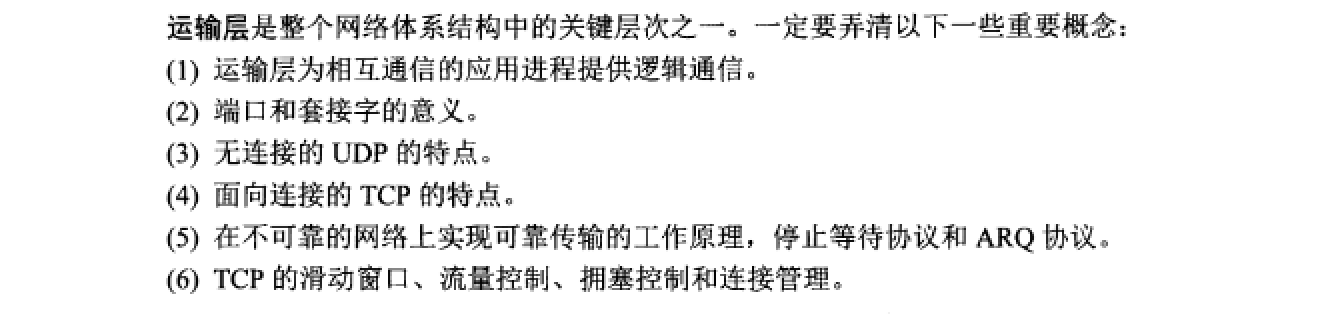 运输层是整个网络体系结构中的关键层次之一。一定要弄清以下一些重要概念：
(1) 运输层为相互通信的应用进程提供逻辑通信。
(2) 端口和套接字的意义。
(3) 无连接的 UDP 的特点。
(4) 面向连接的 TCP 的特点。
(5) 在不可靠的网络上实现可靠传输的工作原理，停止等待协议和 ARQ 协议。
(6) TCP 的滑动窗口、流量控制、拥塞控制和连接管理。